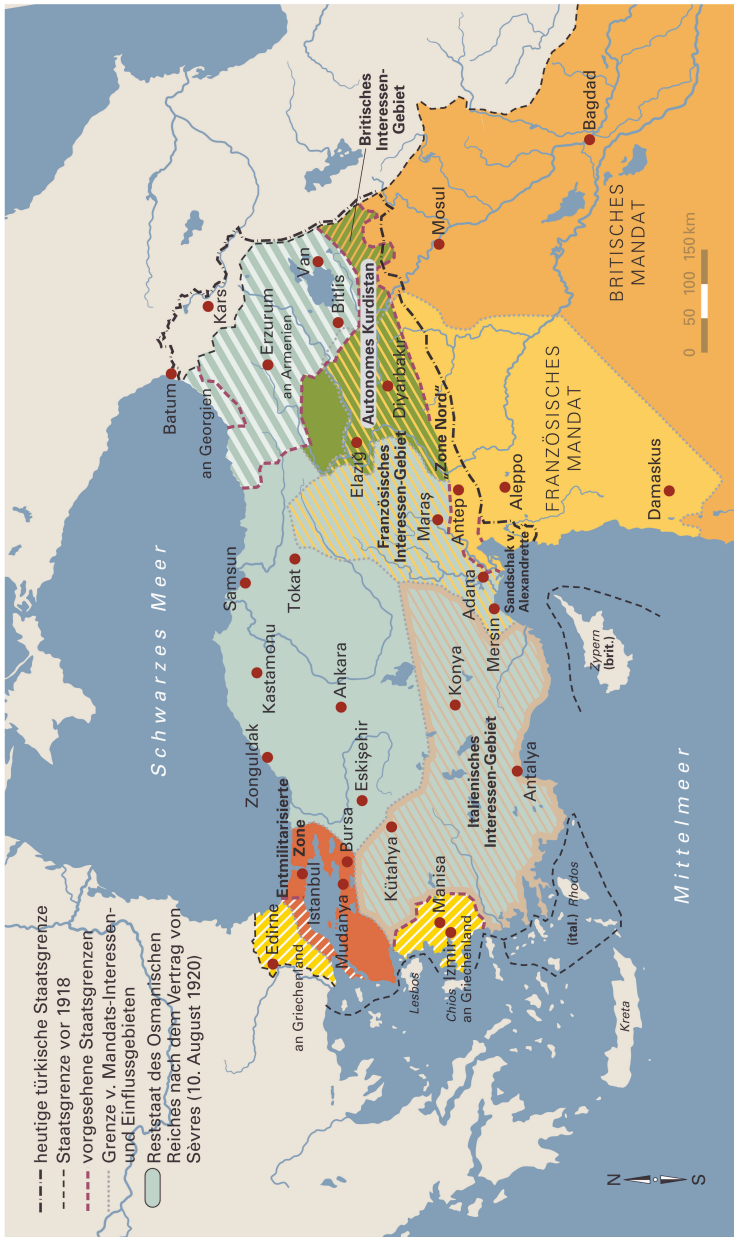 heutige türkische Staatsgrenze
Staatsgrenze vor 1918
vorgesehene Staatsgrenzen
Grenze v. Mandats-Interessen-
und Einflussgebieten
Reststaat des Osmanischen
Reiches nach dem Vertrag von
Sèvres (10. August 1920)
Schwarzes Meer
Batum
Kars
an Georgien
Erzurum
an Armenien
Van
Bitlis
Britisches
Interessen-
Gebiet
Samsun
Tokat
Kastamonu
Zonguldak
Ankara
Eskişehir
Entmilitarisierte
Zone
Edirne
Istanbul
an Griechenland
Mudanya
Bursa
Kütahya
Autonomes Kurdistan
Elazığ
Diyarbakır
Französisches
Interessen-Gebiet
„Zone Nord“
Maraş
Antep
Adana
Mersin
Sandschak v.
Alexandrette
Konya
Italienisches
Interessen-Gebiet
Antalya
Manisa
Izmir
an Griechenland
Lesbos
Chios
Rhodos
(ital.)
Kreta
Zypern
(brit.)
Mittelmeer
Aleppo
FRANZÖSISCHES
MANDAT
Damaskus
Mosul
Bagdad
BRITISCHES
MANDAT
0 50 100 150 km
N
S